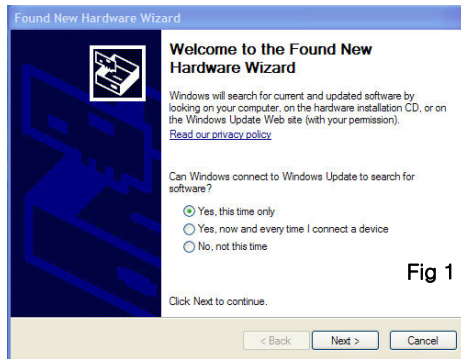 Found New Hardware Wizard
Welcome to the Found New
Hardware Wizard
Windows will search for current and updated software by
looking on your computer, on the hardware installation CD, or on
the Windows Update Web site (with your permission).
Read our privacy policy
Can Windows connect to Windows Update to search for
software?
Yes, this time only
Yes, now and every time I connect a device
No, not this time
Fig 1
Click Next to continue.
< Back
Next >
Cancel